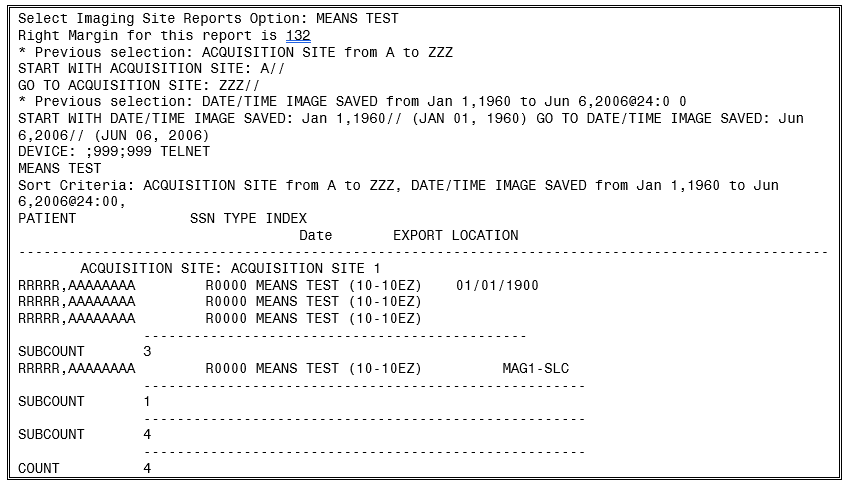 Select Imaging Site Reports Option: MEANS TEST
Right Margin for this report is 132
* Previous selection: ACQUISITION SITE from A to ZZZ
START WITH ACQUISITION SITE: A//
GO TO ACQUISITION SITE: ZZZ//
* Previous selection: DATE/TIME IMAGE SAVED from Jan 1,1960 to Jun 6,2006@24:0 0
START WITH DATE/TIME IMAGE SAVED: Jan 1,1960// (JAN 01, 1960) GO TO DATE/TIME IMAGE SAVED: Jun
6,2006// (JUN 06, 2006)
DEVICE: ;999;999 TELNET
MEANS TEST
Sort Criteria: ACQUISITION SITE from A to ZZZ, DATE/TIME IMAGE SAVED from Jan 1,1960 to Jun
6,2006@24:00,
PATIENT SSN TYPE INDEX
Date EXPORT LOCATION
--------------------------------------------------------------------------------------------------------
ACQUISITION SITE: ACQUISITION SITE 1
RRRRR,AAAAAAAA R0000 MEANS TEST (10-10EZ) 01/01/1900
RRRRR,AAAAAAAA R0000 MEANS TEST (10-10EZ)
RRRRR,AAAAAAAA R0000 MEANS TEST (10-10EZ)
-------------------------------------------------
SUBCOUNT 3
RRRRR,AAAAAAAA R0000 MEANS TEST (10-10EZ) MAG1-SLC
---------------------------------------------------------
SUBCOUNT 1
---------------------------------------------------------
SUBCOUNT 4
---------------------------------------------------------
COUNT 4